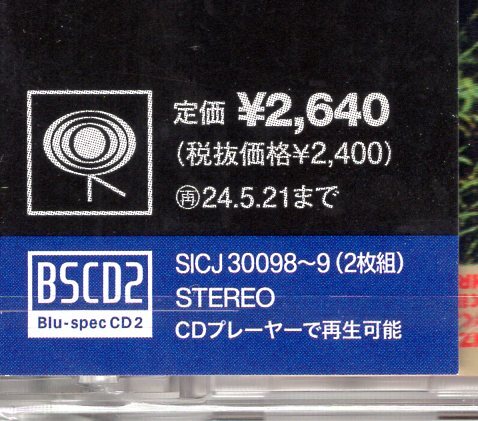 定価 ¥2,640
(税抜価格¥2,400)
㋐24.5.21まで
BSCD2
Blu-spec CD2
SICJ 30098〜9 (2枚組)
STEREO
CDプレーヤーで再生可能